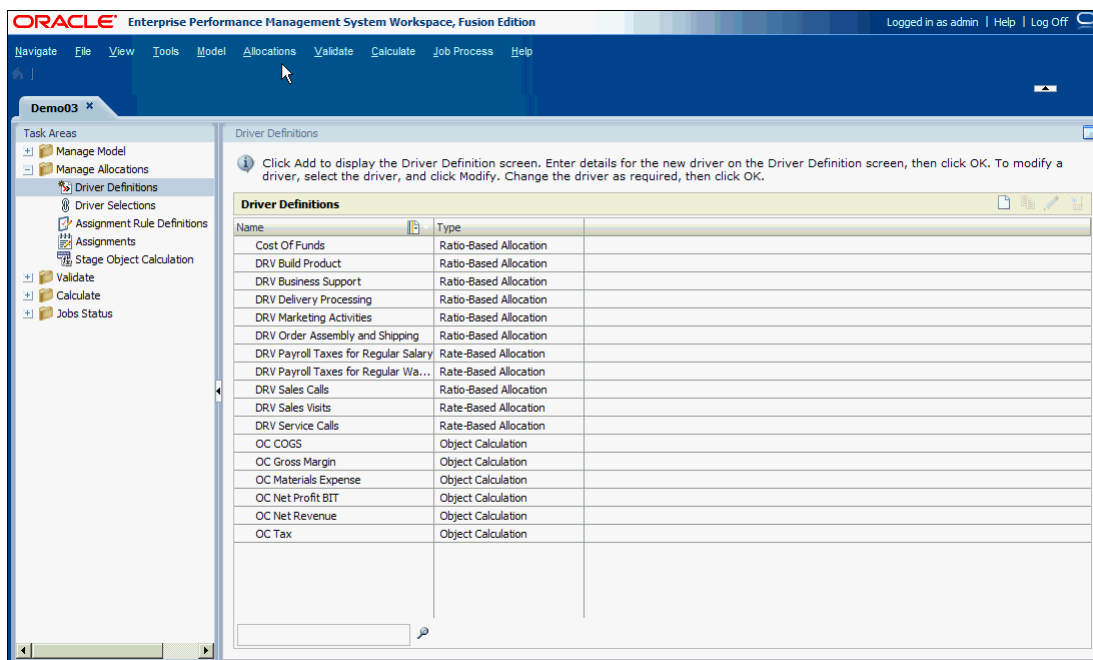 ORACLE Enterprise Performance Management System Workspace, Fusion Edition
Logged in as admin | Help | Log Off
Navigate File View Tools Model Allocations Validate Calculate Job Process Help
Demo03
Task Areas
Manage Model
Manage Allocations
Driver Definitions
Driver Selections
Assignment Rule Definitions
Assignments
Stage Object Calculation
Validate
Calculate
Jobs Status
Driver Definitions
Click Add to display the Driver Definition screen. Enter details for the new driver on the Driver Definition screen, then click OK. To modify a
driver, select the driver, and click Modify. Change the driver as required, then click OK.
Driver Definitions
Name Type
Cost Of Funds Ratio-Based Allocation
DRV Build Product Ratio-Based Allocation
DRV Business Support Ratio-Based Allocation
DRV Delivery Processing Ratio-Based Allocation
DRV Marketing Activities Ratio-Based Allocation
DRV Order Assembly and Shipping Ratio-Based Allocation
DRV Payroll Taxes for Regular Salary Rate-Based Allocation
DRV Payroll Taxes for Regular Wa... Rate-Based Allocation
DRV Sales Calls Ratio-Based Allocation
DRV Sales Visits Rate-Based Allocation
DRV Service Calls Rate-Based Allocation
OC COGS Object Calculation
OC Gross Margin Object Calculation
OC Materials Expense Object Calculation
OC Net Profit BIT Object Calculation
OC Net Revenue Object Calculation
OC Tax Object Calculation